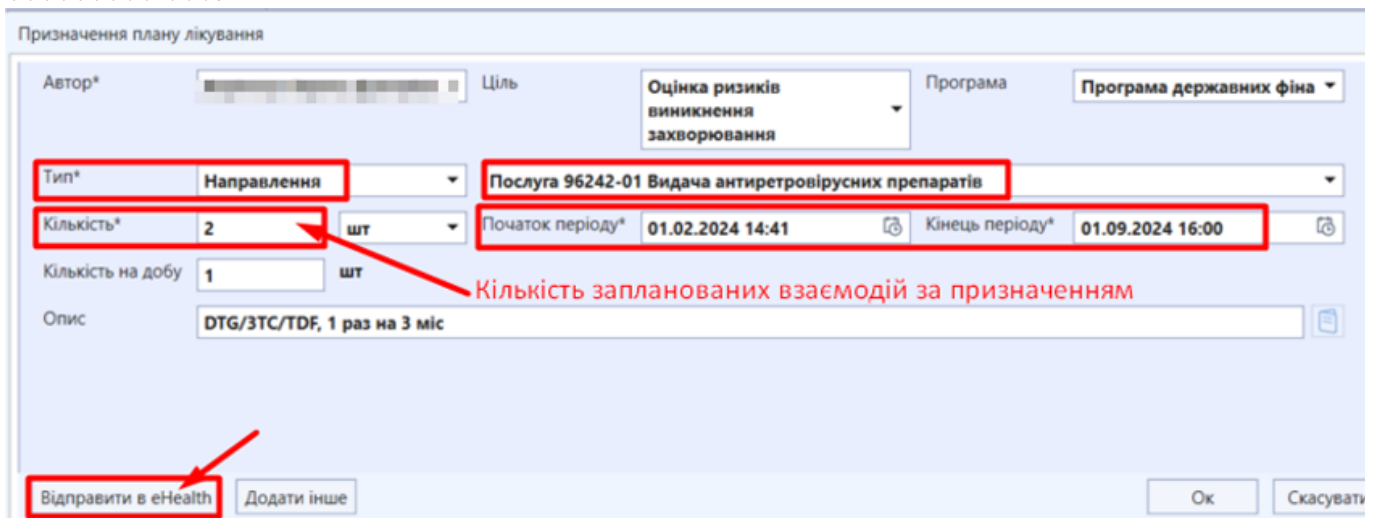 Призначення плану лікування
Автор* Ціль Оцінка ризиків виникнення захворювання Програма Програма державних фіна
Тип* Направлення Послуга 96242-01 Видача антиретровірусних препаратів
Кількість* 2 шт Початок періоду* 01.02.2024 14:41 Кінець періоду* 01.09.2024 16:00
Кількість на добу 1 шт
Кількість запланованих взаємодій за призначенням
Опис DTG/3TC/TDF, 1 раз на 3 міс
Відправити в eHealth Додати інше Ок Скасувати